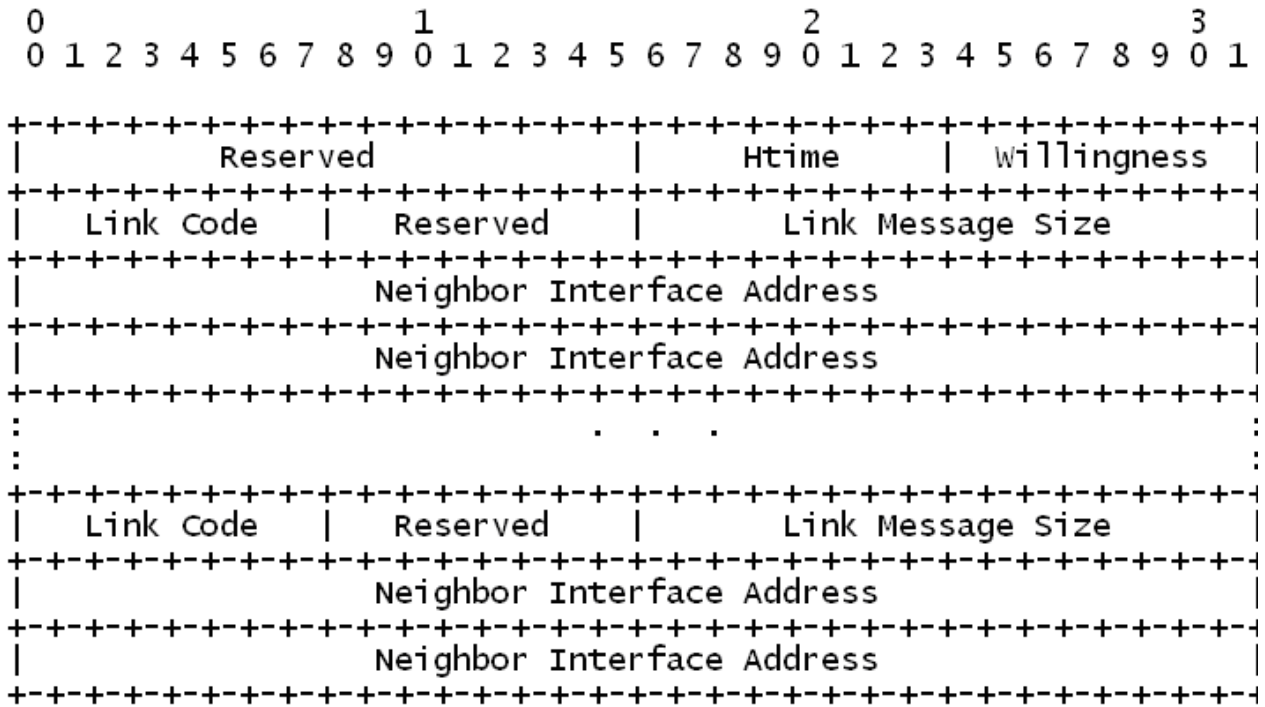 0                   1                   2                   3
 0 1 2 3 4 5 6 7 8 9 0 1 2 3 4 5 6 7 8 9 0 1 2 3 4 5 6 7 8 9 0 1
+-+-+-+-+-+-+-+-+-+-+-+-+-+-+-+-+-+-+-+-+-+-+-+-+-+-+-+-+-+-+-+-+
|          Reserved             |     Htime     |  Willingness  |
+-+-+-+-+-+-+-+-+-+-+-+-+-+-+-+-+-+-+-+-+-+-+-+-+-+-+-+-+-+-+-+-+
|   Link Code   |   Reserved    |       Link Message Size       |
+-+-+-+-+-+-+-+-+-+-+-+-+-+-+-+-+-+-+-+-+-+-+-+-+-+-+-+-+-+-+-+-+
|                  Neighbor Interface Address                   |
+-+-+-+-+-+-+-+-+-+-+-+-+-+-+-+-+-+-+-+-+-+-+-+-+-+-+-+-+-+-+-+-+
|                  Neighbor Interface Address                   |
+-+-+-+-+-+-+-+-+-+-+-+-+-+-+-+-+-+-+-+-+-+-+-+-+-+-+-+-+-+-+-+-+
:                             .  .  .                           :
:                                                               :
+-+-+-+-+-+-+-+-+-+-+-+-+-+-+-+-+-+-+-+-+-+-+-+-+-+-+-+-+-+-+-+-+
|   Link Code   |   Reserved    |       Link Message Size       |
+-+-+-+-+-+-+-+-+-+-+-+-+-+-+-+-+-+-+-+-+-+-+-+-+-+-+-+-+-+-+-+-+
|                  Neighbor Interface Address                   |
+-+-+-+-+-+-+-+-+-+-+-+-+-+-+-+-+-+-+-+-+-+-+-+-+-+-+-+-+-+-+-+-+
|                  Neighbor Interface Address                   |
+-+-+-+-+-+-+-+-+-+-+-+-+-+-+-+-+-+-+-+-+-+-+-+-+-+-+-+-+-+-+-+-+